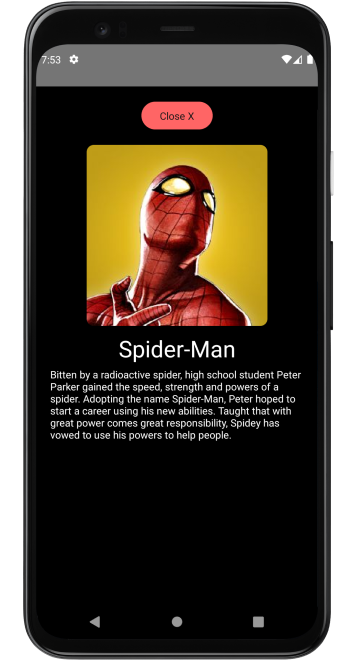 7:53
Close X
Spider-Man
Bitten by a radioactive spider, high school student Peter
Parker gained the speed, strength and powers of a
spider. Adopting the name Spider-Man, Peter hoped to
start a career using his new abilities. Taught that with
great power comes great responsibility, Spidey has
vowed to use his powers to help people.